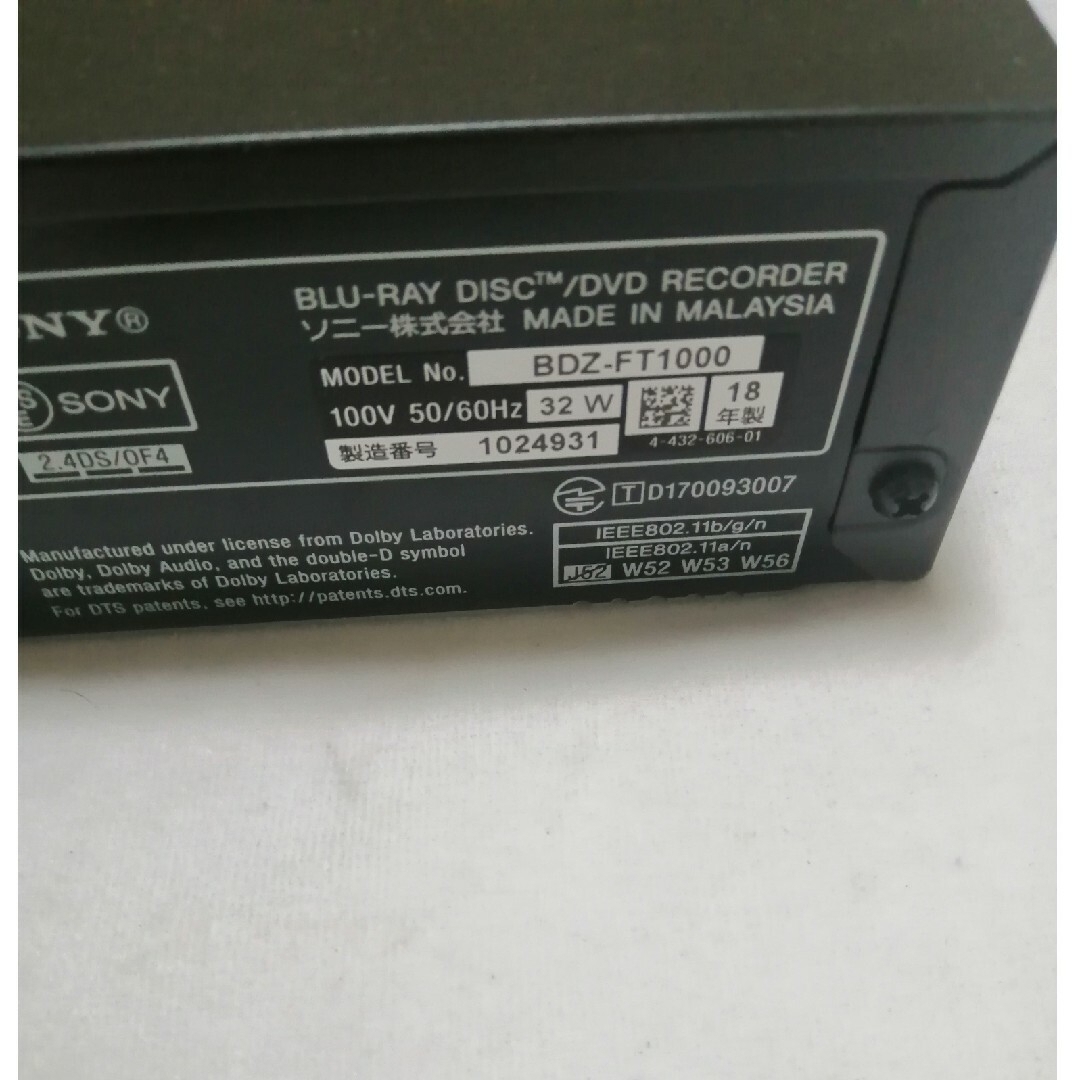 BLU-RAY DISC™/DVD RECORDER
ソニー株式会社 MADE IN MALAYSIA
MODEL No. BDZ-FT1000
100V 50/60Hz 32 W
18
年製
製造番号 1024931
4-432-606-01
NY®
SONY
2.4DS/OF4
T D170093007
IEEE802.11b/g/n
IEEE802.11a/n
J52 W52 W53 W56
Manufactured under license from Dolby Laboratories.
Dolby, Dolby Audio, and the double-D symbol
are trademarks of Dolby Laboratories.
For DTS patents, see http://patents.dts.com.